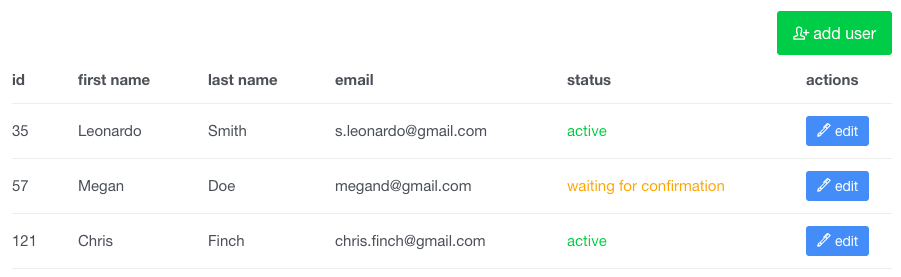 add user
id first name last name email status actions
35 Leonardo Smith s.leonardo@gmail.com active edit
57 Megan Doe megand@gmail.com waiting for confirmation edit
121 Chris Finch chris.finch@gmail.com active edit